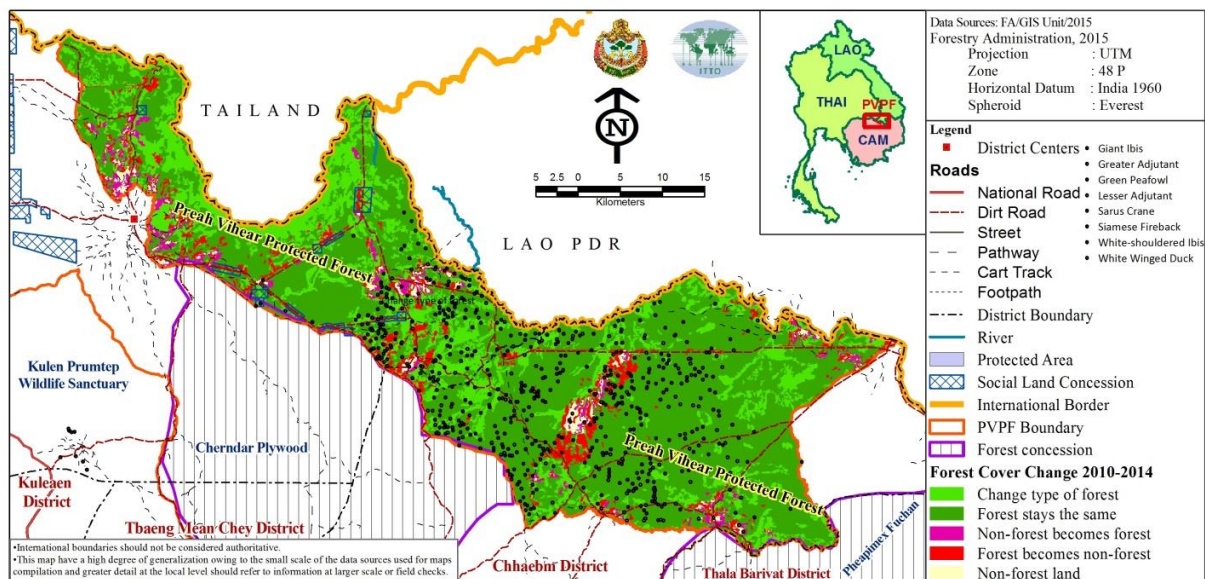 TAILAND
LAO PDR
ITTO
N
5 2.5 0 5 10 15
Kilometers
Preah Vihear Protected Forest
Change type of forest
Preah Vihear Protected Forest
Kulen Prumtep
Wildlife Sanctuary
Cherndar Plywood
Kuleaen
District
Tbaeng Mean Chey District
Chhaebm District
Thala Barivat District
Pheapimex Fuchan
•International boundaries should not be considered authoritative.
•This map have a high degree of generalization owing to the small scale of the data sources used for maps
compilation and greater detail at the local level should refer to information at larger scale or field checks.
LAO
THAI
PVPF
CAM
Data Sources: FA/GIS Unit/2015
Forestry Administration, 2015
Projection : UTM
Zone : 48 P
Horizontal Datum : India 1960
Spheroid : Everest
Legend
District Centers
Roads
National Road
Dirt Road
Street
Pathway
Cart Track
Footpath
District Boundary
River
Protected Area
Social Land Concession
International Border
PVPF Boundary
Forest concession
• Giant Ibis
• Greater Adjutant
• Green Peafowl
• Lesser Adjutant
• Sarus Crane
• Siamese Fireback
• White-shouldered Ibis
• White Winged Duck
Forest Cover Change 2010-2014
Change type of forest
Forest stays the same
Non-forest becomes forest
Forest becomes non-forest
Non-forest land